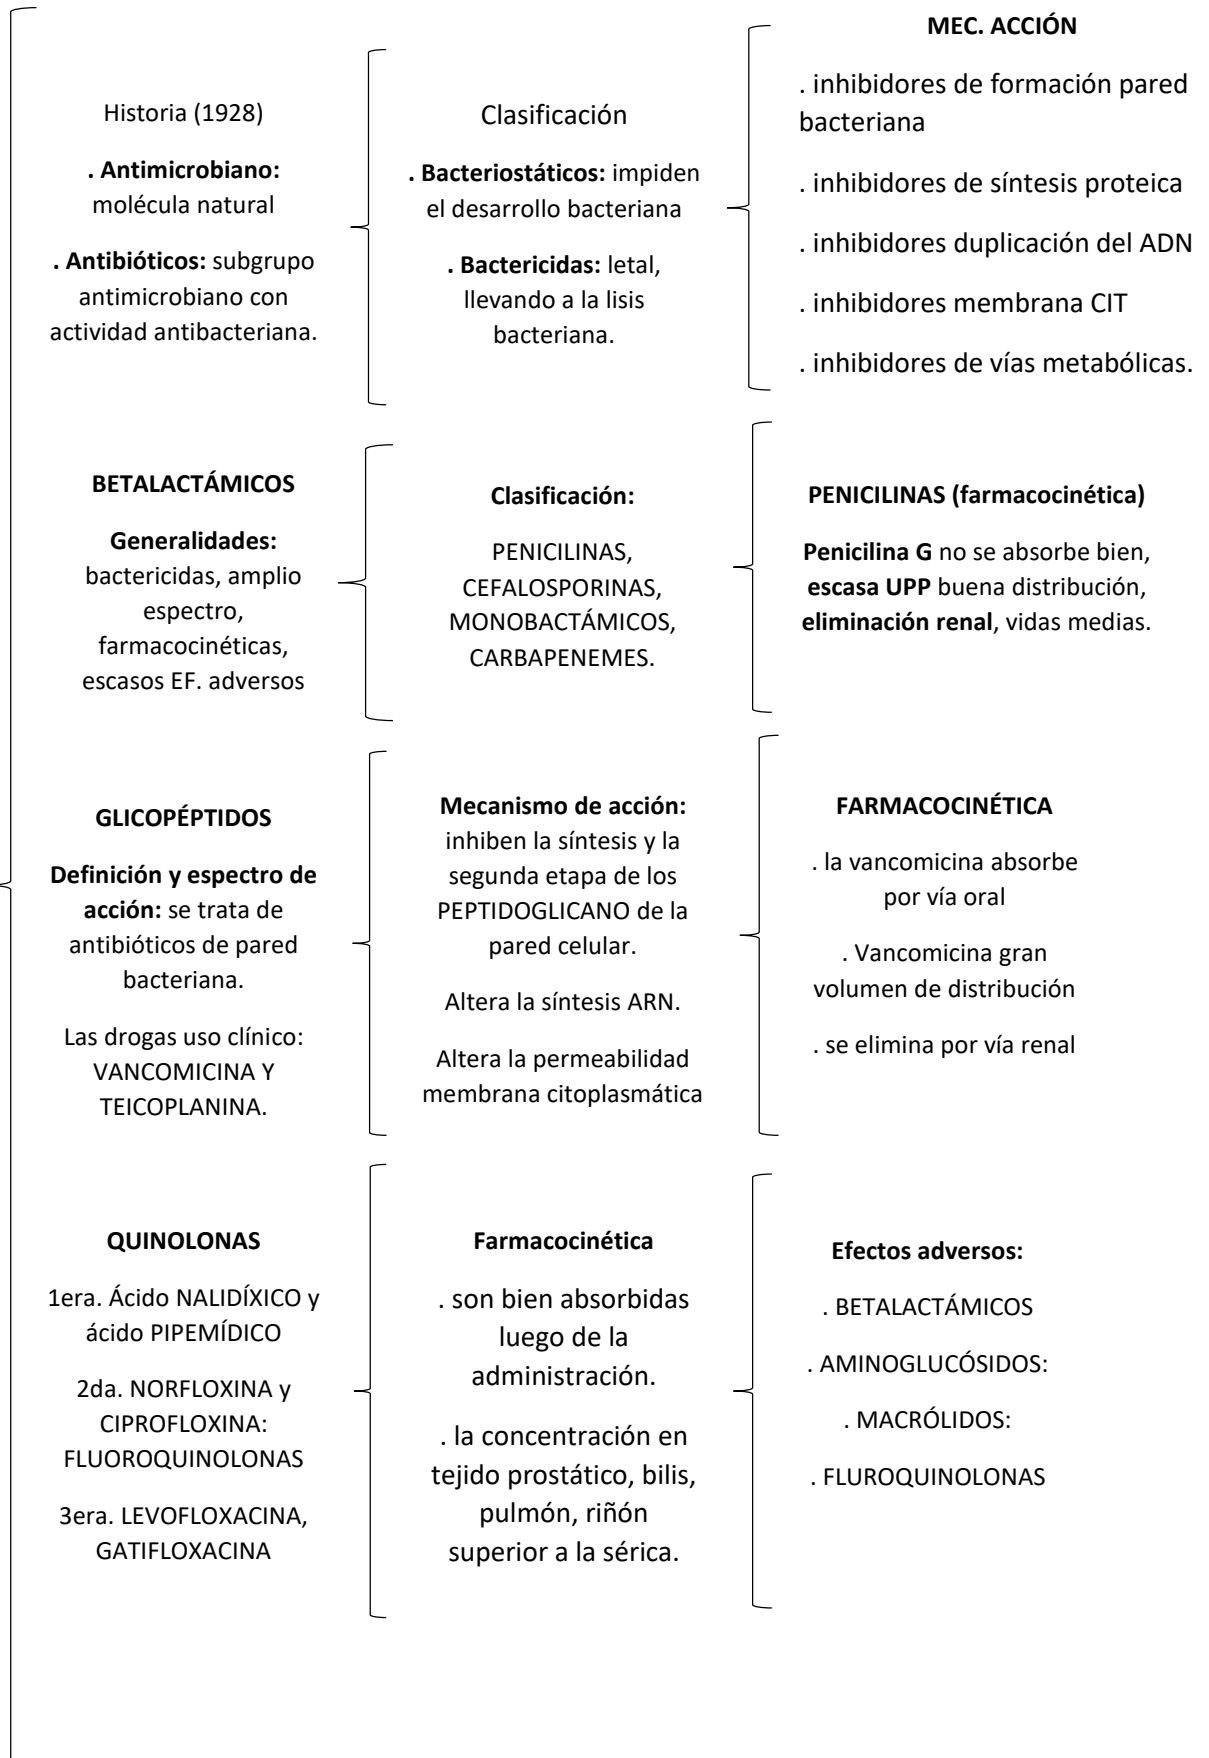 Historia (1928)
. Antimicrobiano:
molécula natural
. Antibióticos: subgrupo
antimicrobiano con
actividad antibacteriana.
Clasificación
. Bacteriostáticos: impiden
el desarrollo bacteriana
. Bactericidas: letal,
llevando a la lisis
bacteriana.
MEC. ACCIÓN
. inhibidores de formación pared
bacteriana
. inhibidores de síntesis proteica
. inhibidores duplicación del ADN
. inhibidores membrana CIT
. inhibidores de vías metabólicas.
BETALACTÁMICOS
Generalidades:
bactericidas, amplio
espectro,
farmacocinéticas,
escasos EF. adversos
Clasificación:
PENICILINAS,
CEFALOSPORINAS,
MONOBACTÁMICOS,
CARBAPENEMES.
PENICILINAS (farmacocinética)
Penicilina G no se absorbe bien,
escasa UPP buena distribución,
eliminación renal, vidas medias.
GLICOPÉPTIDOS
Definición y espectro de
acción: se trata de
antibióticos de pared
bacteriana.
Las drogas uso clínico:
VANCOMICINA Y
TEICOPLANINA.
Mecanismo de acción:
inhiben la síntesis y la
segunda etapa de los
PEPTIDOGLICANO de la
pared celular.
Altera la síntesis ARN.
Altera la permeabilidad
membrana citoplasmática
FARMACOCINÉTICA
. la vancomicina absorbe
por vía oral
. Vancomicina gran
volumen de distribución
. se elimina por vía renal
QUINOLONAS
1era. Ácido NALIDÍXICO y
ácido PIPEMÍDICO
2da. NORFLOXINA y
CIPROFLOXINA:
FLUOROQUINOLONAS
3era. LEVOFLOXACINA,
GATIFLOXACINA
Farmacocinética
. son bien absorbidas
luego de la
administración.
. la concentración en
tejido prostático, bilis,
pulmón, riñón
superior a la sérica.
Efectos adversos:
. BETALACTÁMICOS
. AMINOGLUCÓSIDOS:
. MACRÓLIDOS:
. FLUROQUINOLONAS